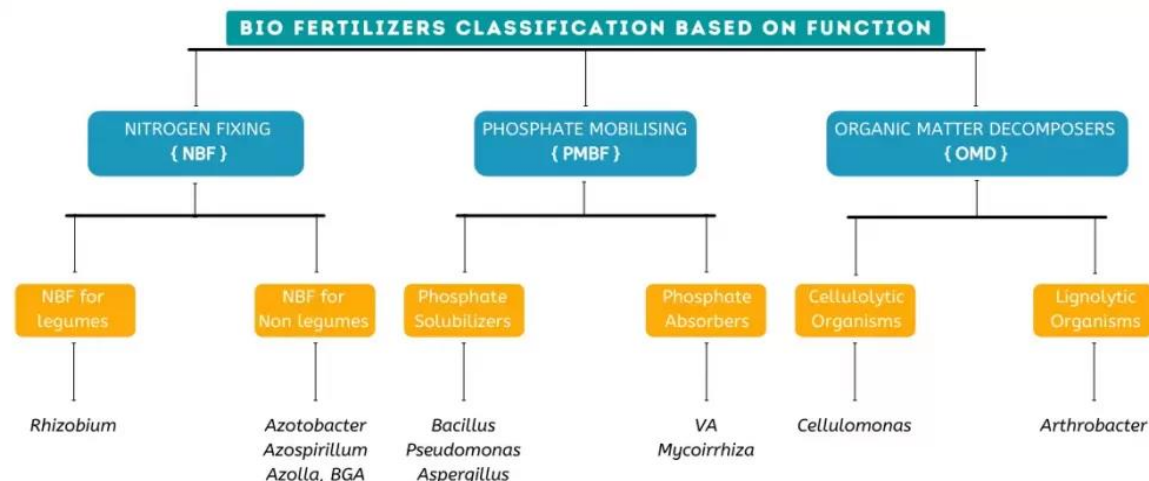 BIO FERTILIZERS CLASSIFICATION BASED ON FUNCTION
NITROGEN FIXING
{ NBF }
PHOSPHATE MOBILISING
{ PMBF }
ORGANIC MATTER DECOMPOSERS
{ OMD }
NBF for
legumes
NBF for
Non legumes
Phosphate
Solubilizers
Phosphate
Absorbers
Cellulolytic
Organisms
Lignolytic
Organisms
Rhizobium
Azotobacter
Azospirillum
Azolla, BGA
Bacillus
Pseudomonas
Aspergillus
VA
Mycoirrhiza
Cellulomonas
Arthrobacter